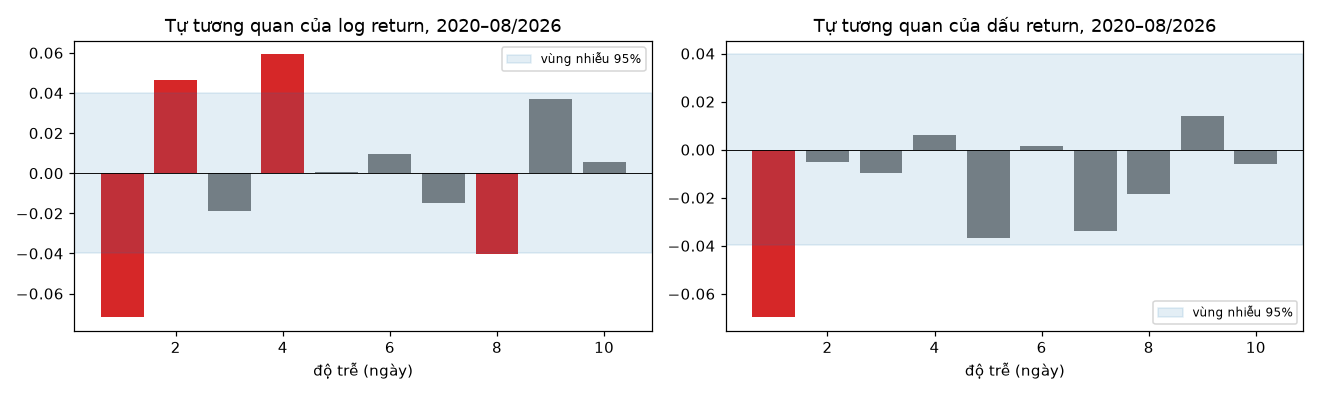 Tự tương quan của log return, 2020–08/2026
0.06
0.04
0.02
0.00
−0.02
−0.04
−0.06
vùng nhiễu 95%
2 4 6 8 10
độ trễ (ngày)
Tự tương quan của dấu return, 2020–08/2026
0.04
0.02
0.00
−0.02
−0.04
−0.06
vùng nhiễu 95%
2 4 6 8 10
độ trễ (ngày)